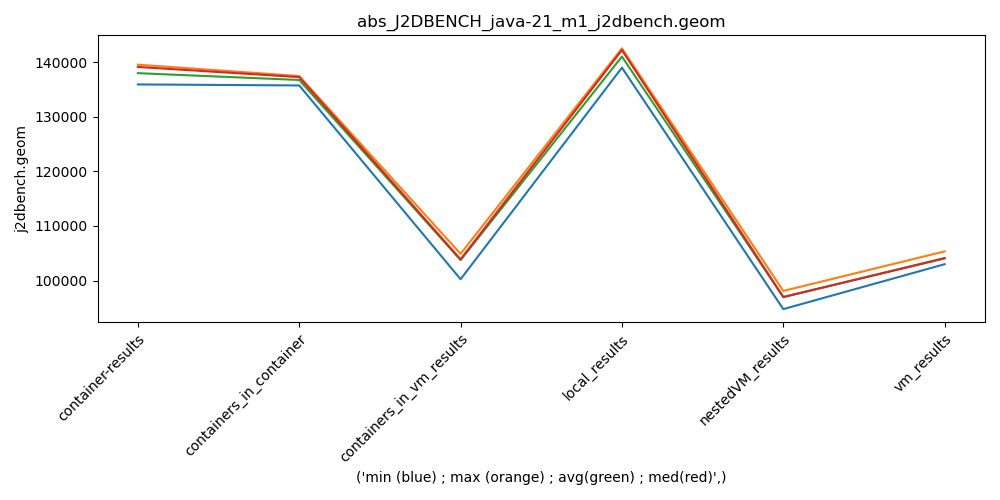 abs_J2DBENCH_java-21_m1_j2dbench.geom
j2dbench.geom
140000
130000
120000
110000
100000
container-results
containers_in_container
containers_in_vm_results
local_results
nestedVM_results
vm_results
('min (blue) ; max (orange) ; avg(green) ; med(red)',)